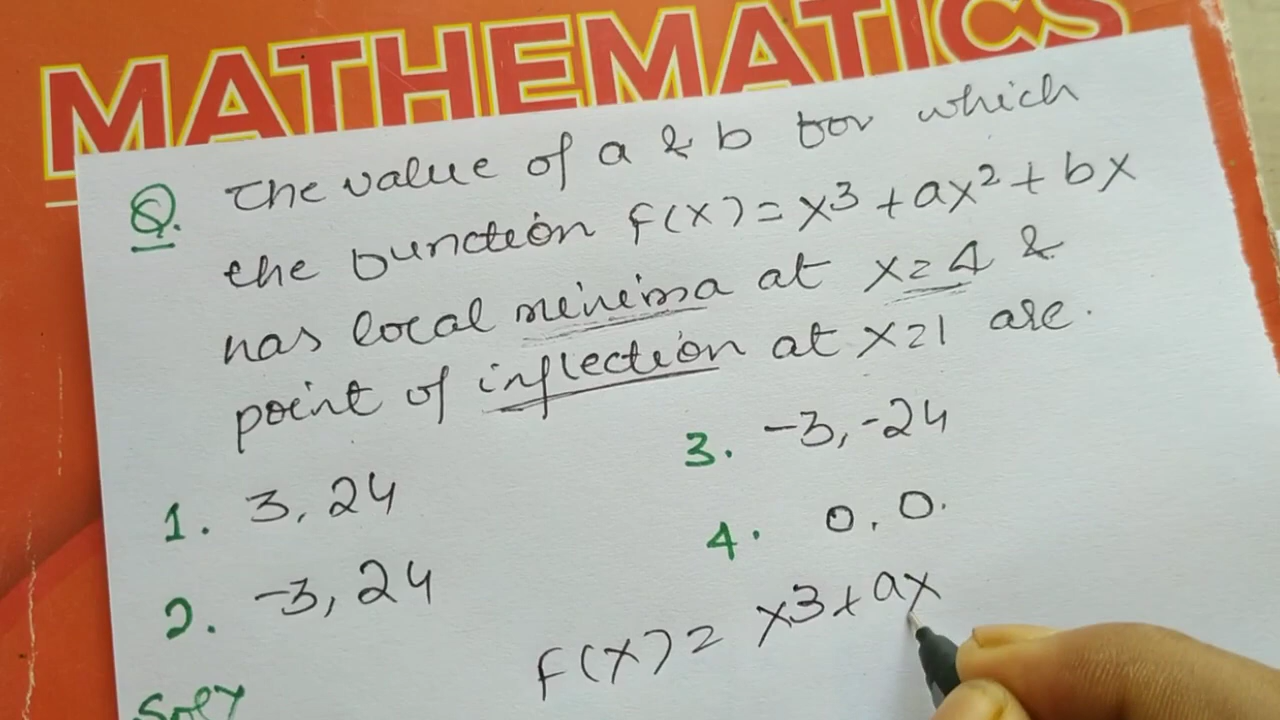 MATHEMATICS
Q. The value of a & b for which
the function f(x) = x³ + ax² + bx
has local minima at x=4 &
point of inflection at x=1 are.
1. 3, 24
3. -3, -24
2. -3, 24
4. 0, 0.
f(x) = x³ + ax
Solⁿ